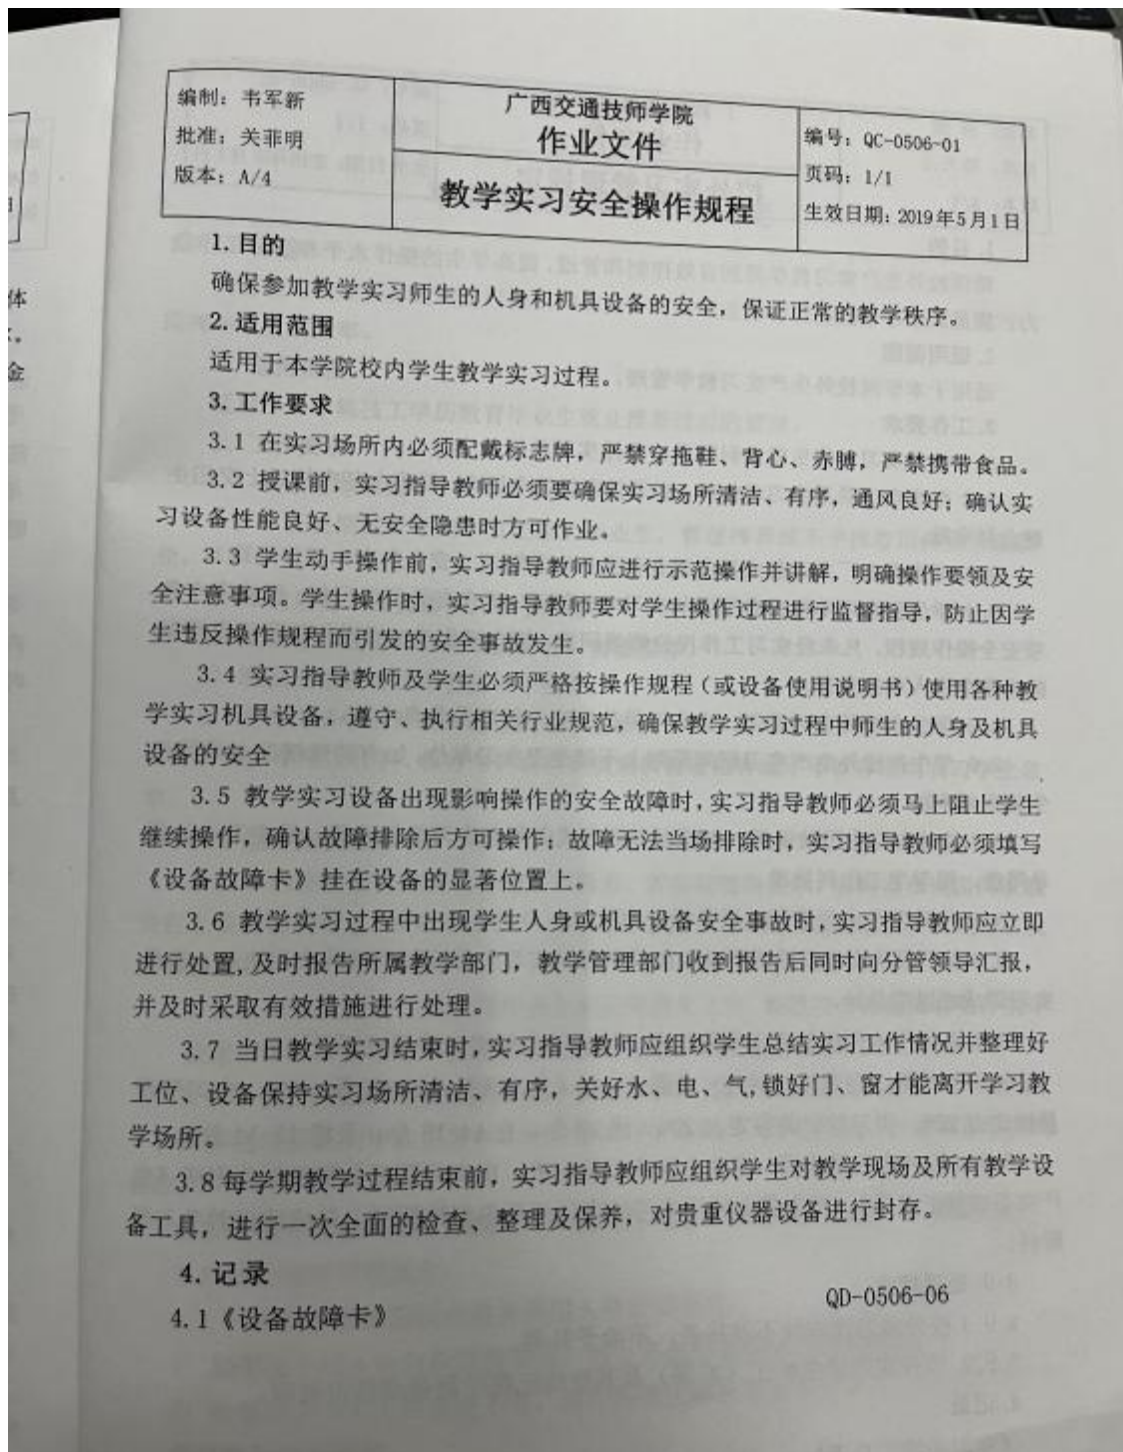 编制：韦军新
批准：关菲明
版本：A/4
广西交通技师学院
作业文件
教学实习安全操作规程
编号：QC-0506-01
页码：1/1
生效日期：2019年5月1日
1.目的
确保参加教学实习师生的人身和机具设备的安全，保证正常的教学秩序。
2.适用范围
适用于本学院校内学生教学实习过程。
3.工作要求
3.1 在实习场所内必须配戴标志牌，严禁穿拖鞋、背心、赤膊，严禁携带食品。
3.2 授课前，实习指导教师必须要确保实习场所清洁、有序，通风良好；确认实
习设备性能良好、无安全隐患时方可作业。
3.3 学生动手操作前，实习指导教师应进行示范操作并讲解，明确操作要领及安
全注意事项。学生操作时，实习指导教师要对学生操作过程进行监督指导，防止因学
生违反操作规程而引发的安全事故发生。
3.4 实习指导教师及学生必须严格按操作规程（或设备使用说明书）使用各种教
学实习机具设备，遵守、执行相关行业规范，确保教学实习过程中师生的人身及机具
设备的安全
3.5 教学实习设备出现影响操作的安全故障时，实习指导教师必须马上阻止学生
继续操作，确认故障排除后方可操作；故障无法当场排除时，实习指导教师必须填写
《设备故障卡》挂在设备的显著位置上。
3.6 教学实习过程中出现学生人身或机具设备安全事故时，实习指导教师应立即
进行处置,及时报告所属教学部门，教学管理部门收到报告后同时向分管领导汇报，
并及时采取有效措施进行处理。
3.7 当日教学实习结束时，实习指导教师应组织学生总结实习工作情况并整理好
工位、设备保持实习场所清洁、有序，关好水、电、气,锁好门、窗才能离开学习教
学场所。
3.8每学期教学过程结束前，实习指导教师应组织学生对教学现场及所有教学设
备工具，进行一次全面的检查、整理及保养，对贵重仪器设备进行封存。
4.记录
4.1《设备故障卡》
QD-0506-06
体
金